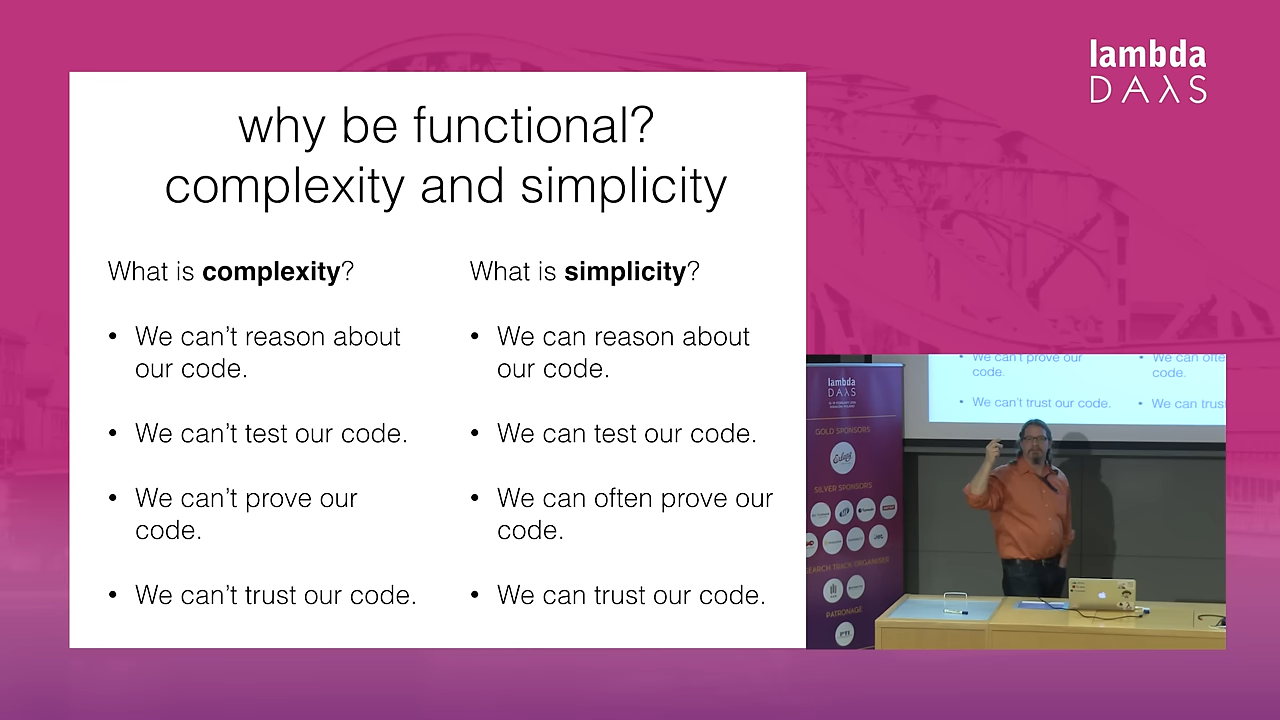 lambda
DAλS
why be functional?
complexity and simplicity
What is complexity?
• We can't reason about
our code.
• We can't test our code.
• We can't prove our
code.
• We can't trust our code.
What is simplicity?
• We can reason about
our code.
• We can test our code.
• We can often prove our
code.
• We can trust our code.
• We can't prove our
code.
• We can't trust our code.
• We can ofte
code.
• We can trus
lambda
DAλS
GOLD SPONSORS
SILVER SPONSORS
EARCH TRACK ORGANISER
PATRONAGE
PTI